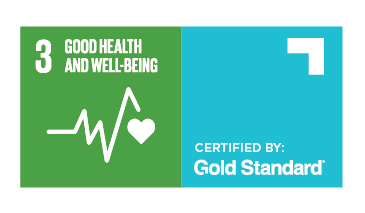 3 GOOD HEALTH
AND WELL-BEING
CERTIFIED BY:
Gold Standard®